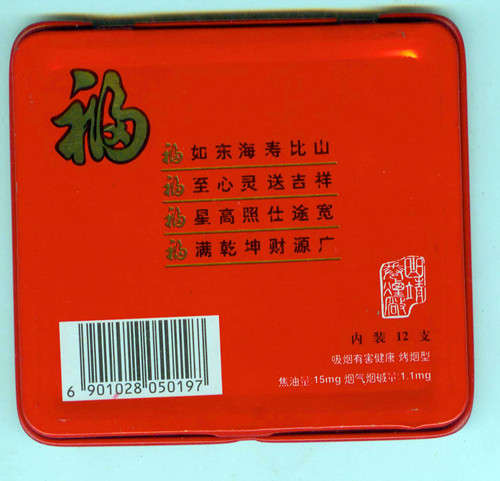 福
福如东海寿比山
福至心灵送吉祥
福星高照仕途宽
福满乾坤财源广
内装12支
吸烟有害健康 烤烟型
焦油量:15mg 烟气烟碱量:1.1mg
6 901028 050197